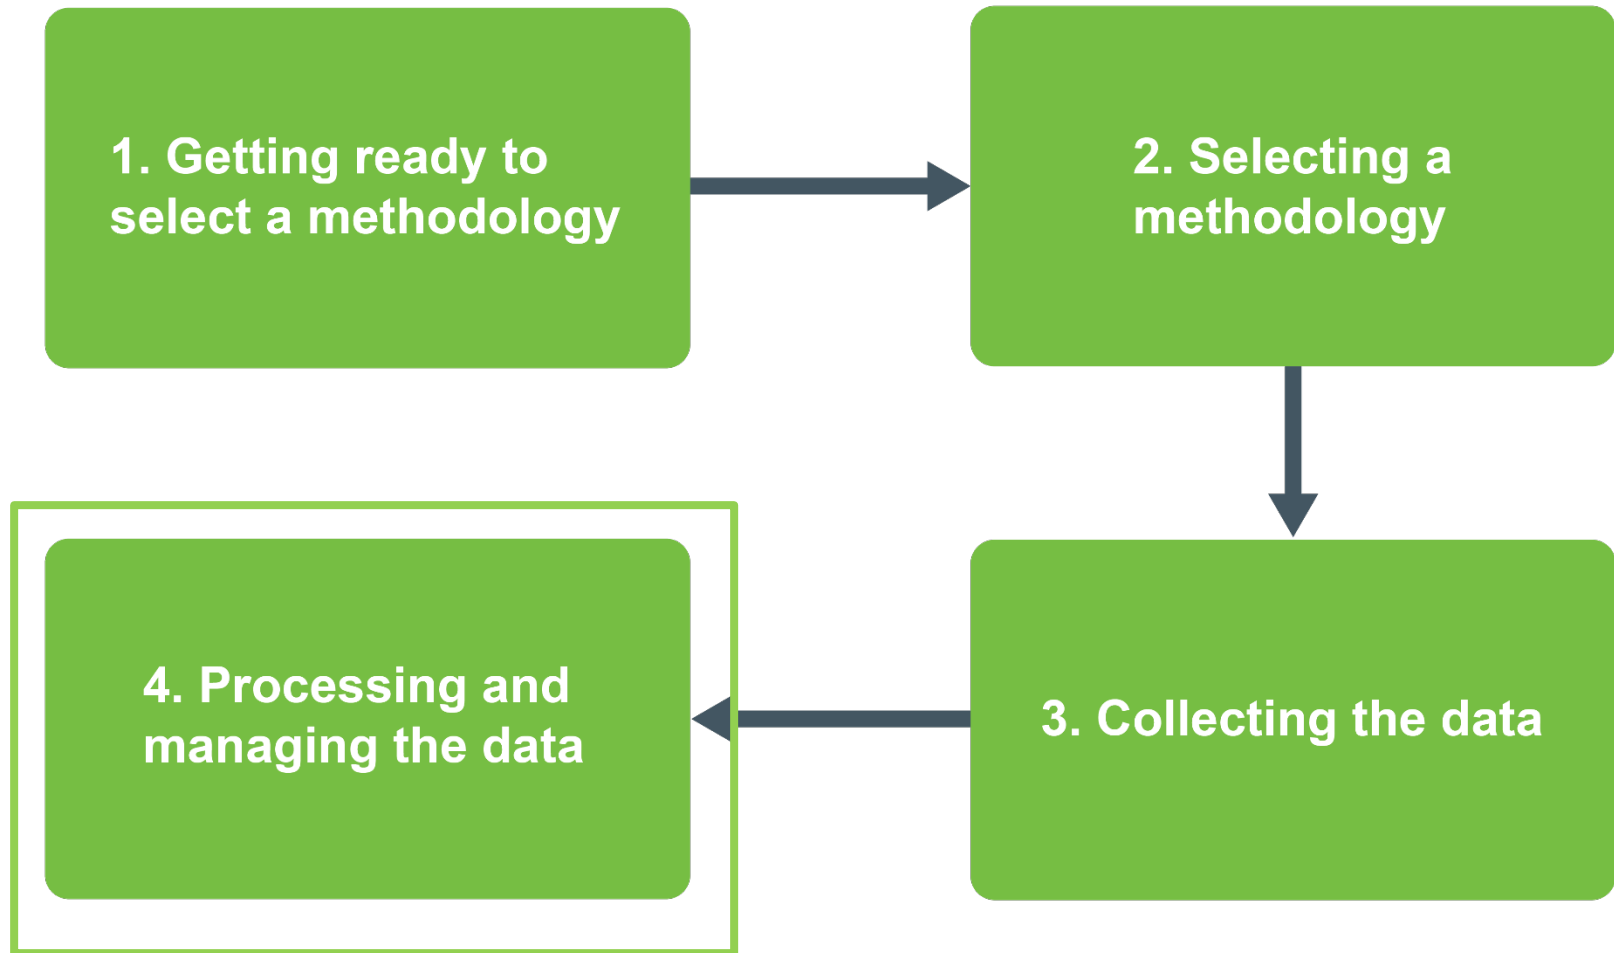 1. Getting ready to
select a methodology
2. Selecting a
methodology
3. Collecting the data
4. Processing and
managing the data